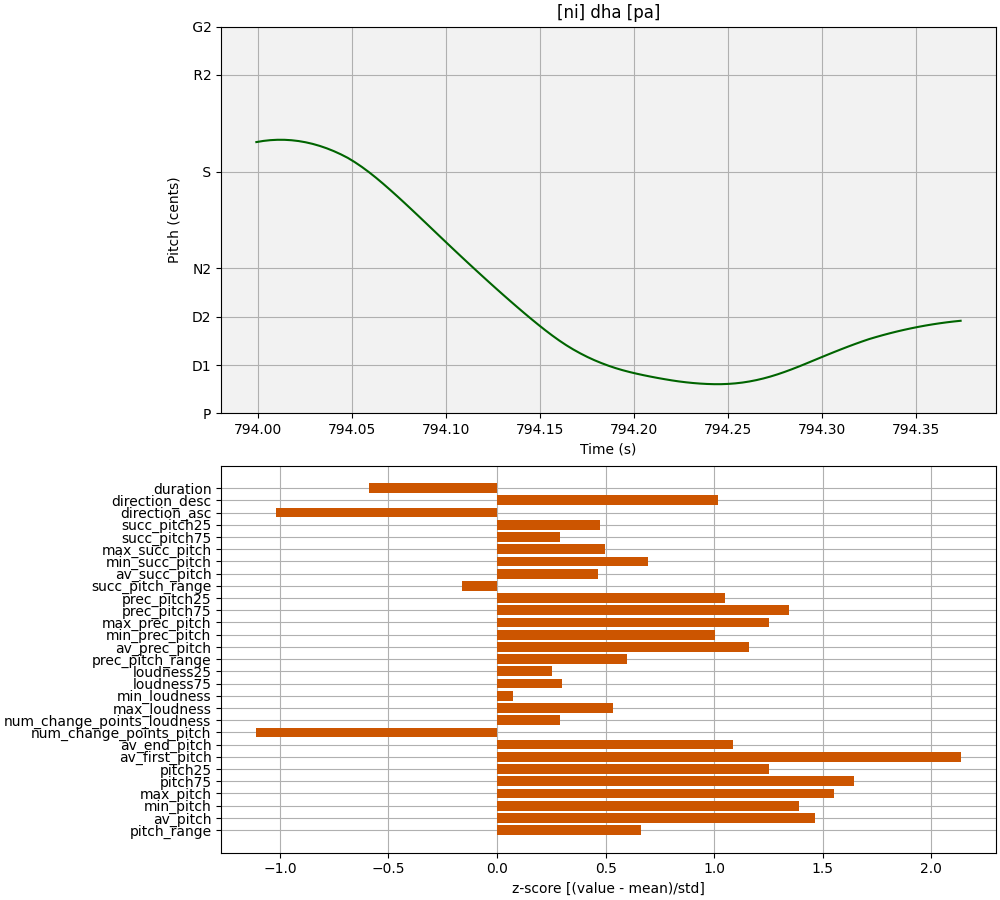 [ni] dha [pa]
G2
R2
S
N2
D2
D1
P
Pitch (cents)
794.00 794.05 794.10 794.15 794.20 794.25 794.30 794.35
Time (s)
duration
direction_desc
direction_asc
succ_pitch25
succ_pitch75
max_succ_pitch
min_succ_pitch
av_succ_pitch
succ_pitch_range
prec_pitch25
prec_pitch75
max_prec_pitch
min_prec_pitch
av_prec_pitch
prec_pitch_range
loudness25
loudness75
min_loudness
max_loudness
num_change_points_loudness
num_change_points_pitch
av_end_pitch
av_first_pitch
pitch25
pitch75
max_pitch
min_pitch
av_pitch
pitch_range
−1.0 −0.5 0.0 0.5 1.0 1.5 2.0
z-score [(value - mean)/std]